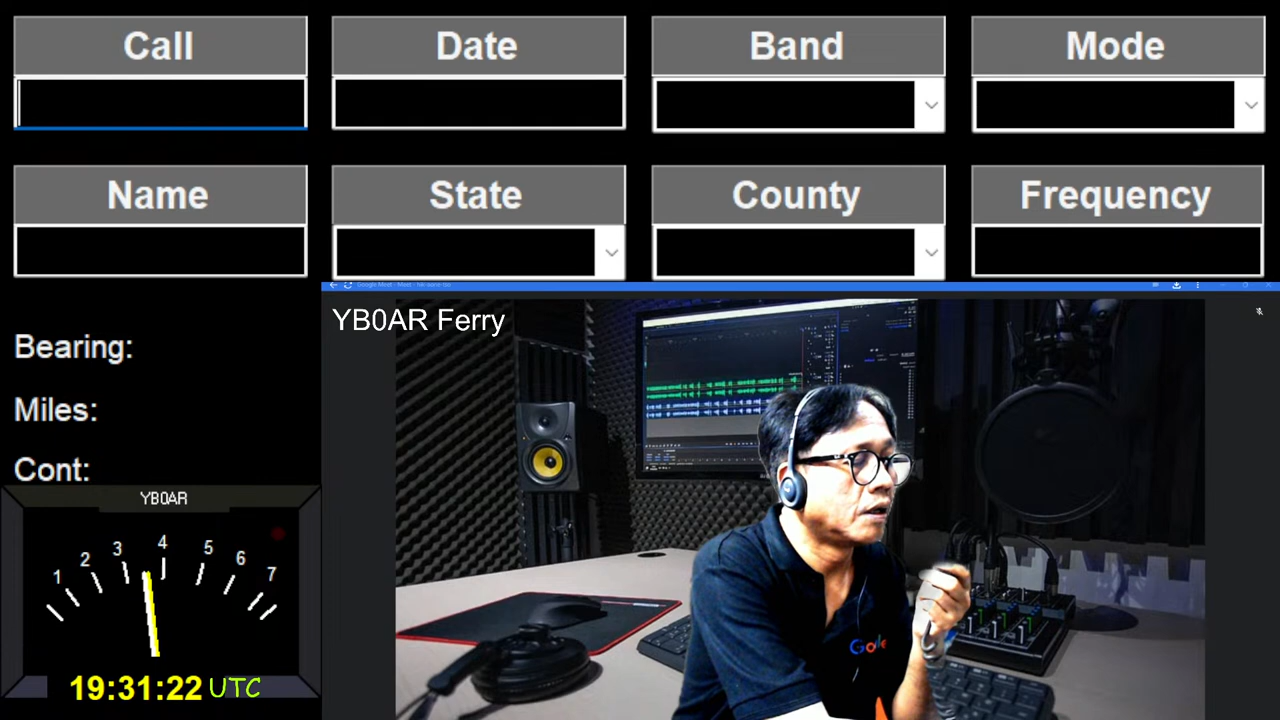 Call Date Band Mode
Name State County Frequency
YB0AR Ferry
Bearing:
Miles:
Cont:
YB0AR
1 2 3 4 5 6 7
19:31:22 UTC
Google